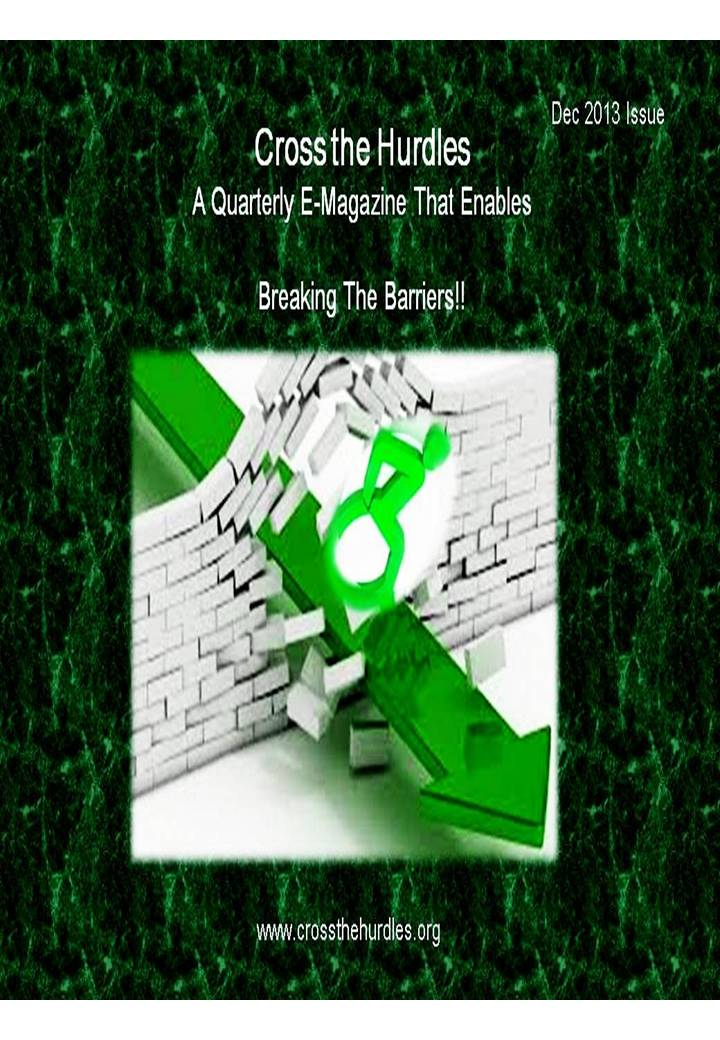 Dec 2013 Issue
Cross the Hurdles
A Quarterly E-Magazine That Enables
Breaking The Barriers!!
www.crossthehurdles.org